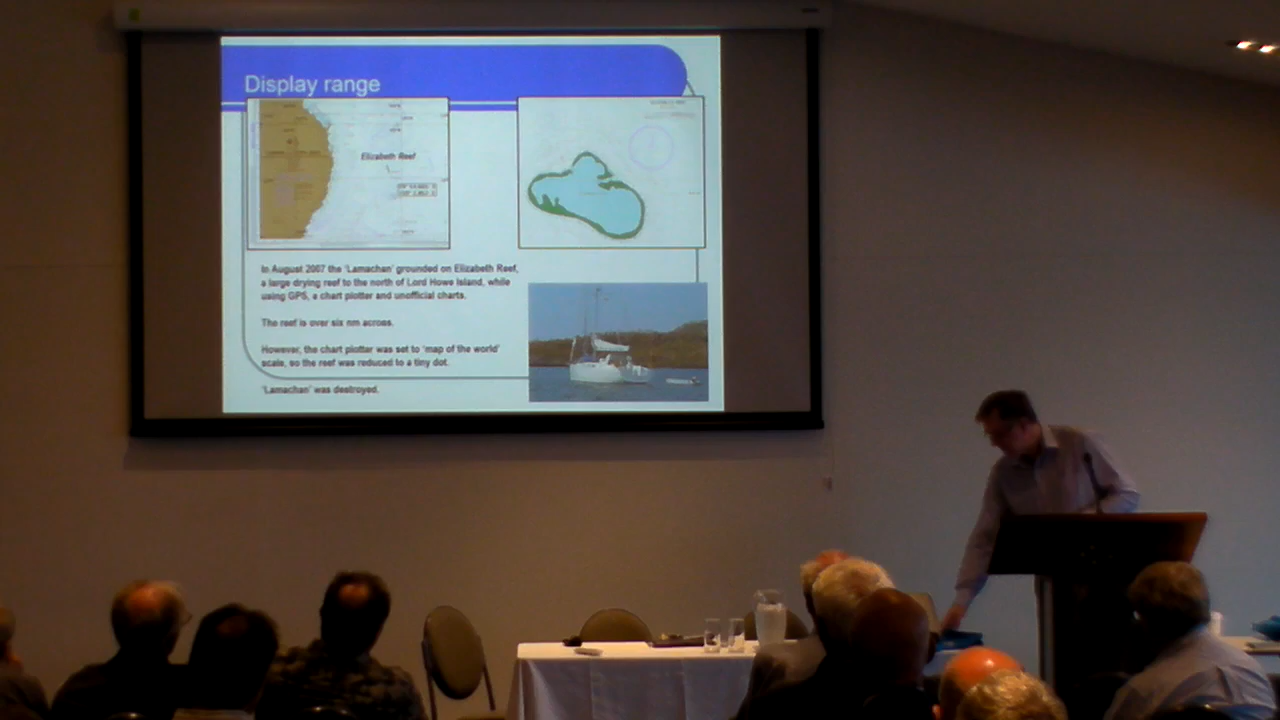 Display range
Elizabeth Reef
In August 2007 the 'Lamachan' grounded on Elizabeth Reef,
a large drying reef to the north of Lord Howe Island, while
using GPS, a chart plotter and unofficial charts.
The reef is over six nm across.
However, the chart plotter was set to 'map of the world'
scale, so the reef was reduced to a tiny dot.
'Lamachan' was destroyed.